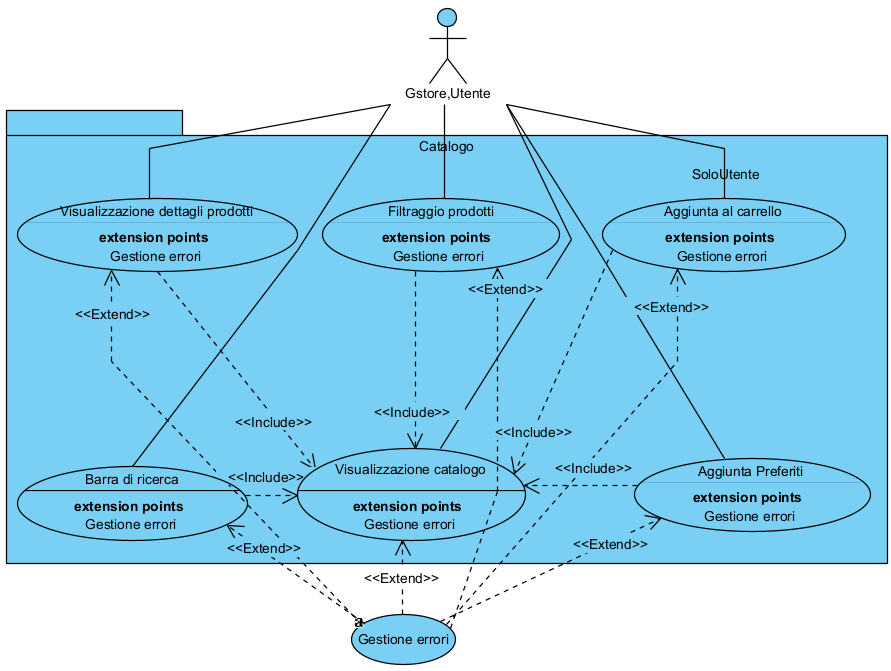 Gstore,Utente
Catalogo
SoloUtente
Visualizzazione dettagli prodotti
extension points
Gestione errori
Filtraggio prodotti
extension points
Gestione errori
Aggiunta al carrello
extension points
Gestione errori
<<Extend>>
<<Extend>>
<<Extend>>
<<Include>>
<<Include>>
<<Include>>
Barra di ricerca
extension points
Gestione errori
<<Include>>
Visualizzazione catalogo
extension points
Gestione errori
<<Include>>
Aggiunta Preferiti
extension points
Gestione errori
<<Extend>>
<<Extend>>
<<Extend>>
a
Gestione errori